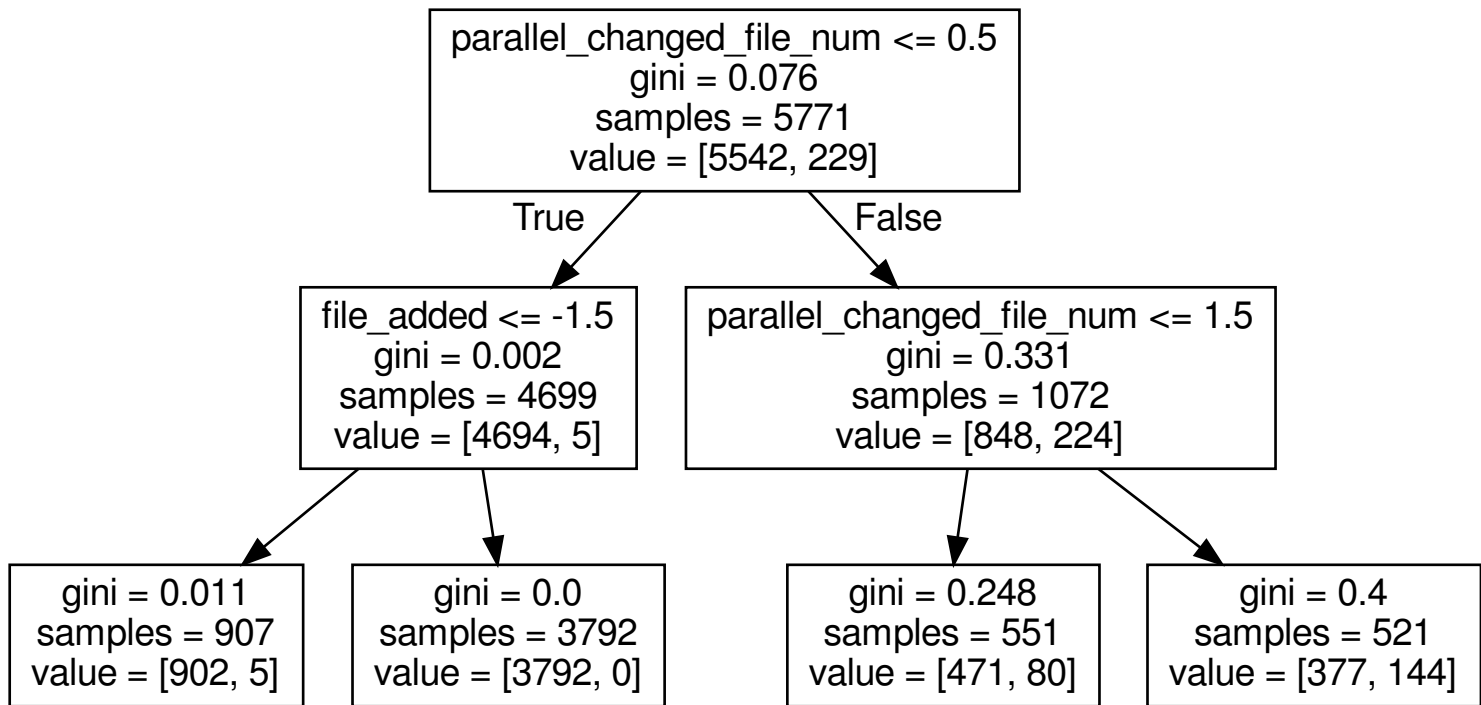 parallel_changed_file_num <= 0.5
gini = 0.076
samples = 5771
value = [5542, 229]
True
False
file_added <= -1.5
gini = 0.002
samples = 4699
value = [4694, 5]
parallel_changed_file_num <= 1.5
gini = 0.331
samples = 1072
value = [848, 224]
gini = 0.011
samples = 907
value = [902, 5]
gini = 0.0
samples = 3792
value = [3792, 0]
gini = 0.248
samples = 551
value = [471, 80]
gini = 0.4
samples = 521
value = [377, 144]